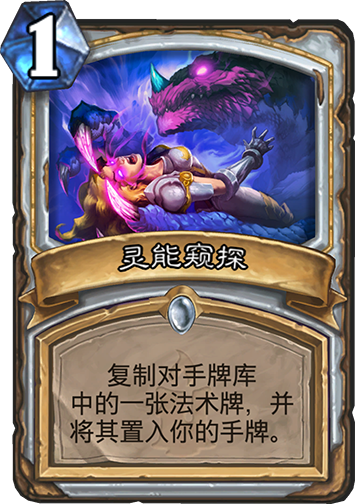 1
灵能窥探
复制对手牌库
中的一张法术牌，并
将其置入你的手牌。